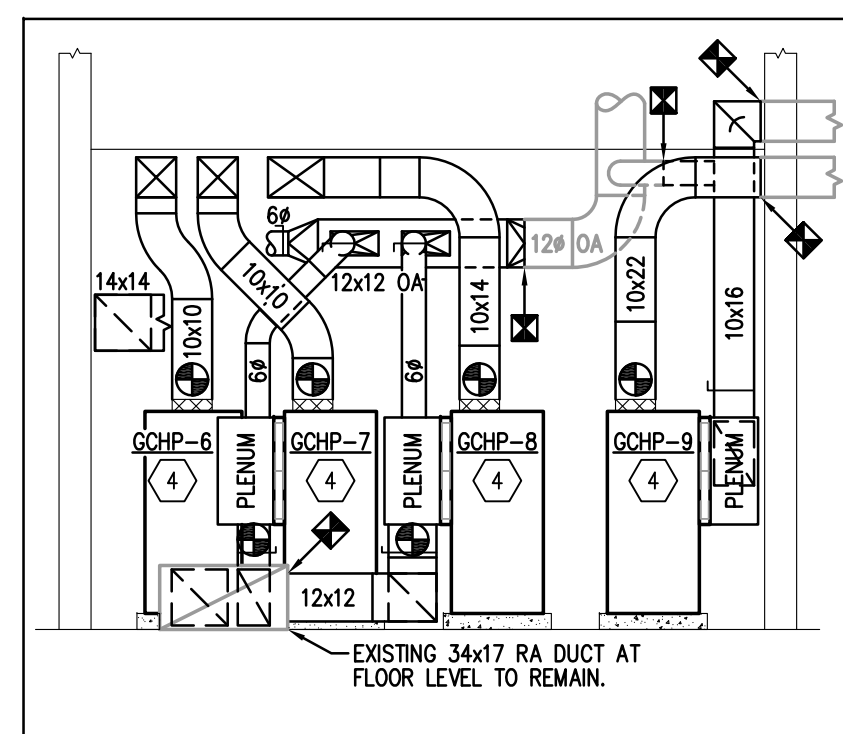 6ø
12ø OA
14x14
10x10
10x10
12x12 OA
10x14
10x22
10x16
6ø
6ø
GCHP-6
GCHP-7
GCHP-8
GCHP-9
PLENUM
PLENUM
PLENUM
4
4
4
4
12x12
EXISTING 34x17 RA DUCT AT
FLOOR LEVEL TO REMAIN.